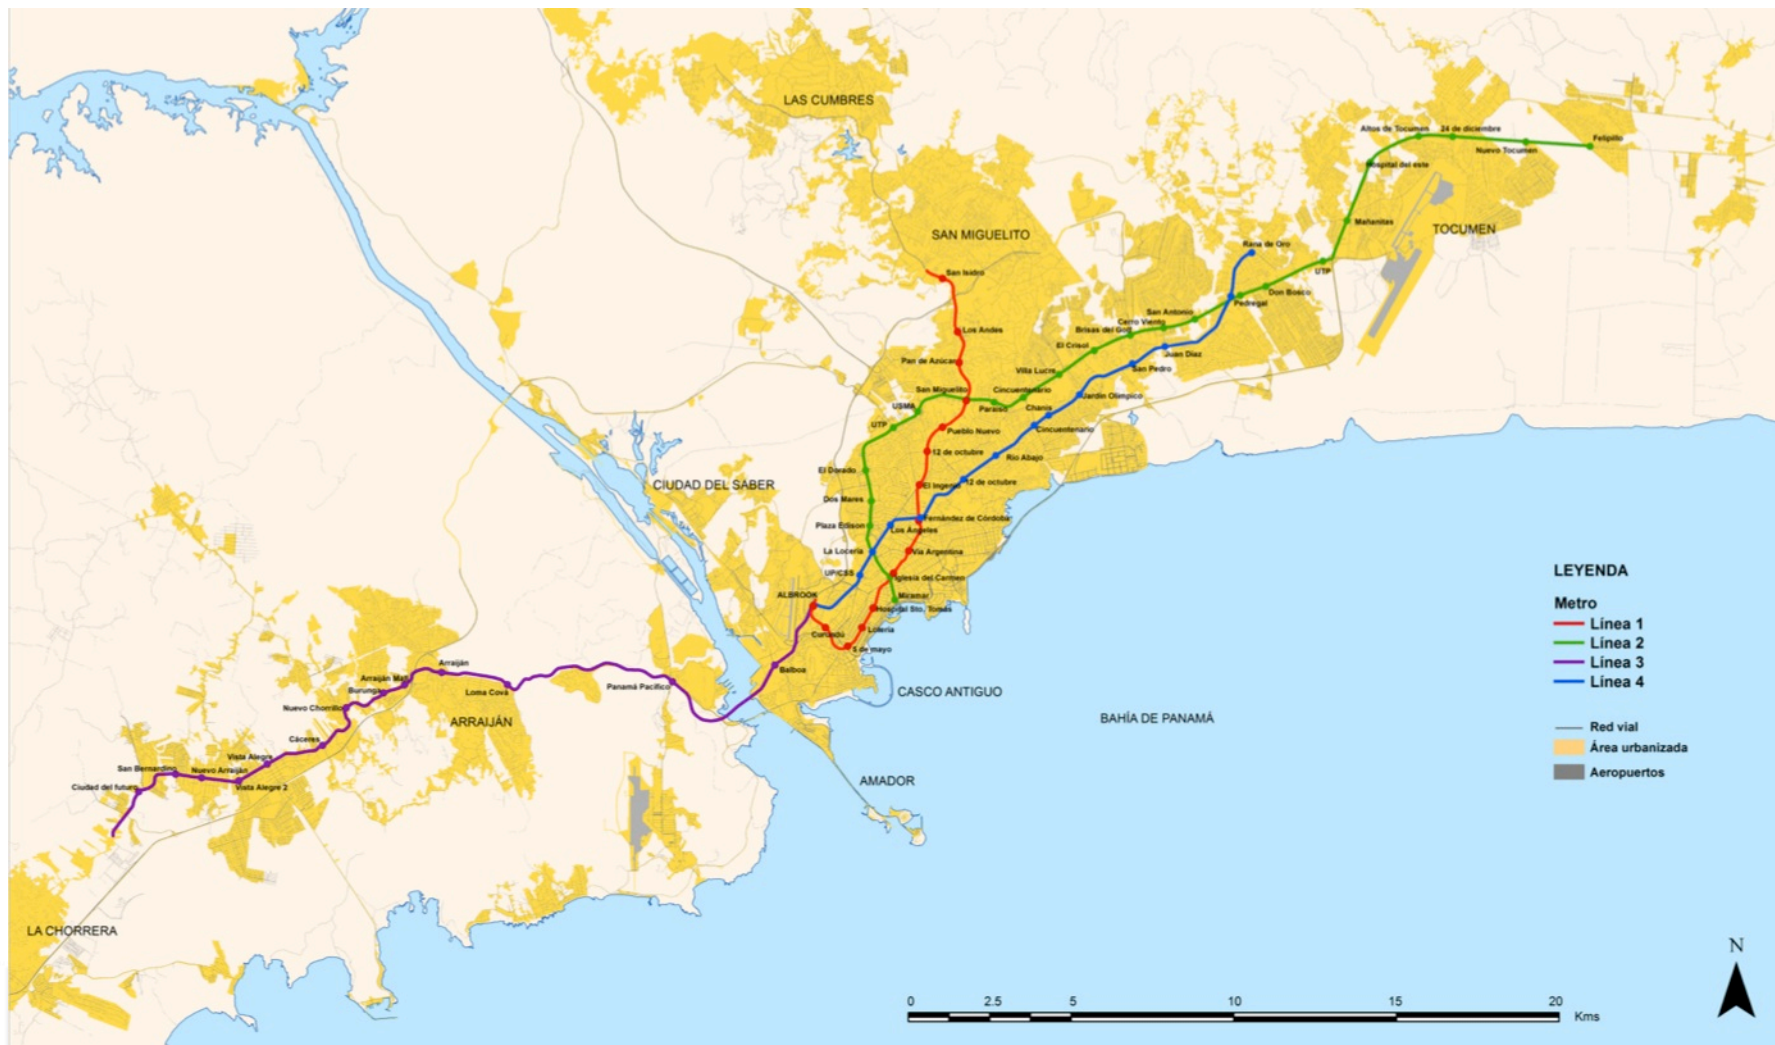 LAS CUMBRES
Altos de Tocumen
24 de diciembre
Felipillo
Nuevo Tocumen
Hospital del este
Mañanitas
TOCUMEN
SAN MIGUELITO
Rana de Oro
San Isidro
UTP
Don Bosco
Pedregal
San Antonio
Cerro Viento
Brisas del Golf
Los Andes
El Crisol
Juan Díaz
Pan de Azúcar
San Pedro
Villa Lucre
San Miguelito
Cincuentenario
Jardín Olímpico
USMA
Paraíso
Chanis
UTP
Pueblo Nuevo
Cincuentenario
12 de octubre
Río Abajo
El Dorado
CIUDAD DEL SABER
El Ingenio
12 de octubre
Dos Mares
Fernández de Córdoba
Plaza Edison
Los Ángeles
La Locería
Vía Argentina
UP/CSS
Iglesia del Carmen
ALBROOK
Miramar
Hospital Sto. Tomás
Curundú
Lotería
5 de mayo
Arraiján
Balboa
Arraiján Mall
Panamá Pacífico
Burunga
Loma Cová
CASCO ANTIGUO
Nuevo Chorrillo
ARRAIJÁN
BAHÍA DE PANAMÁ
Cáceres
Vista Alegre
San Bernardino
Nuevo Arraiján
Ciudad del futuro
Vista Alegre 2
AMADOR
LA CHORRERA
LEYENDA
Metro
Línea 1
Línea 2
Línea 3
Línea 4
Red vial
Área urbanizada
Aeropuertos
N
0 2.5 5 10 15 20
Kms